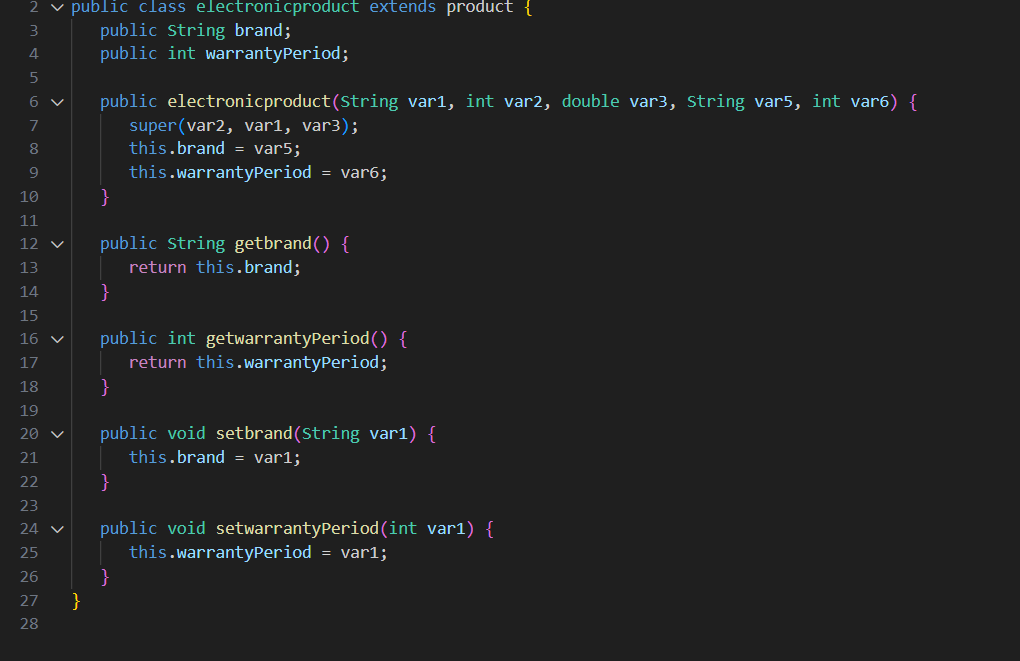 2 public class electronicproduct extends product {
3 public String brand;
4 public int warrantyPeriod;
5
6 public electronicproduct(String var1, int var2, double var3, String var5, int var6) {
7 super(var2, var1, var3);
8 this.brand = var5;
9 this.warrantyPeriod = var6;
10 }
11
12 public String getbrand() {
13 return this.brand;
14 }
15
16 public int getwarrantyPeriod() {
17 return this.warrantyPeriod;
18 }
19
20 public void setbrand(String var1) {
21 this.brand = var1;
22 }
23
24 public void setwarrantyPeriod(int var1) {
25 this.warrantyPeriod = var1;
26 }
27 }
28